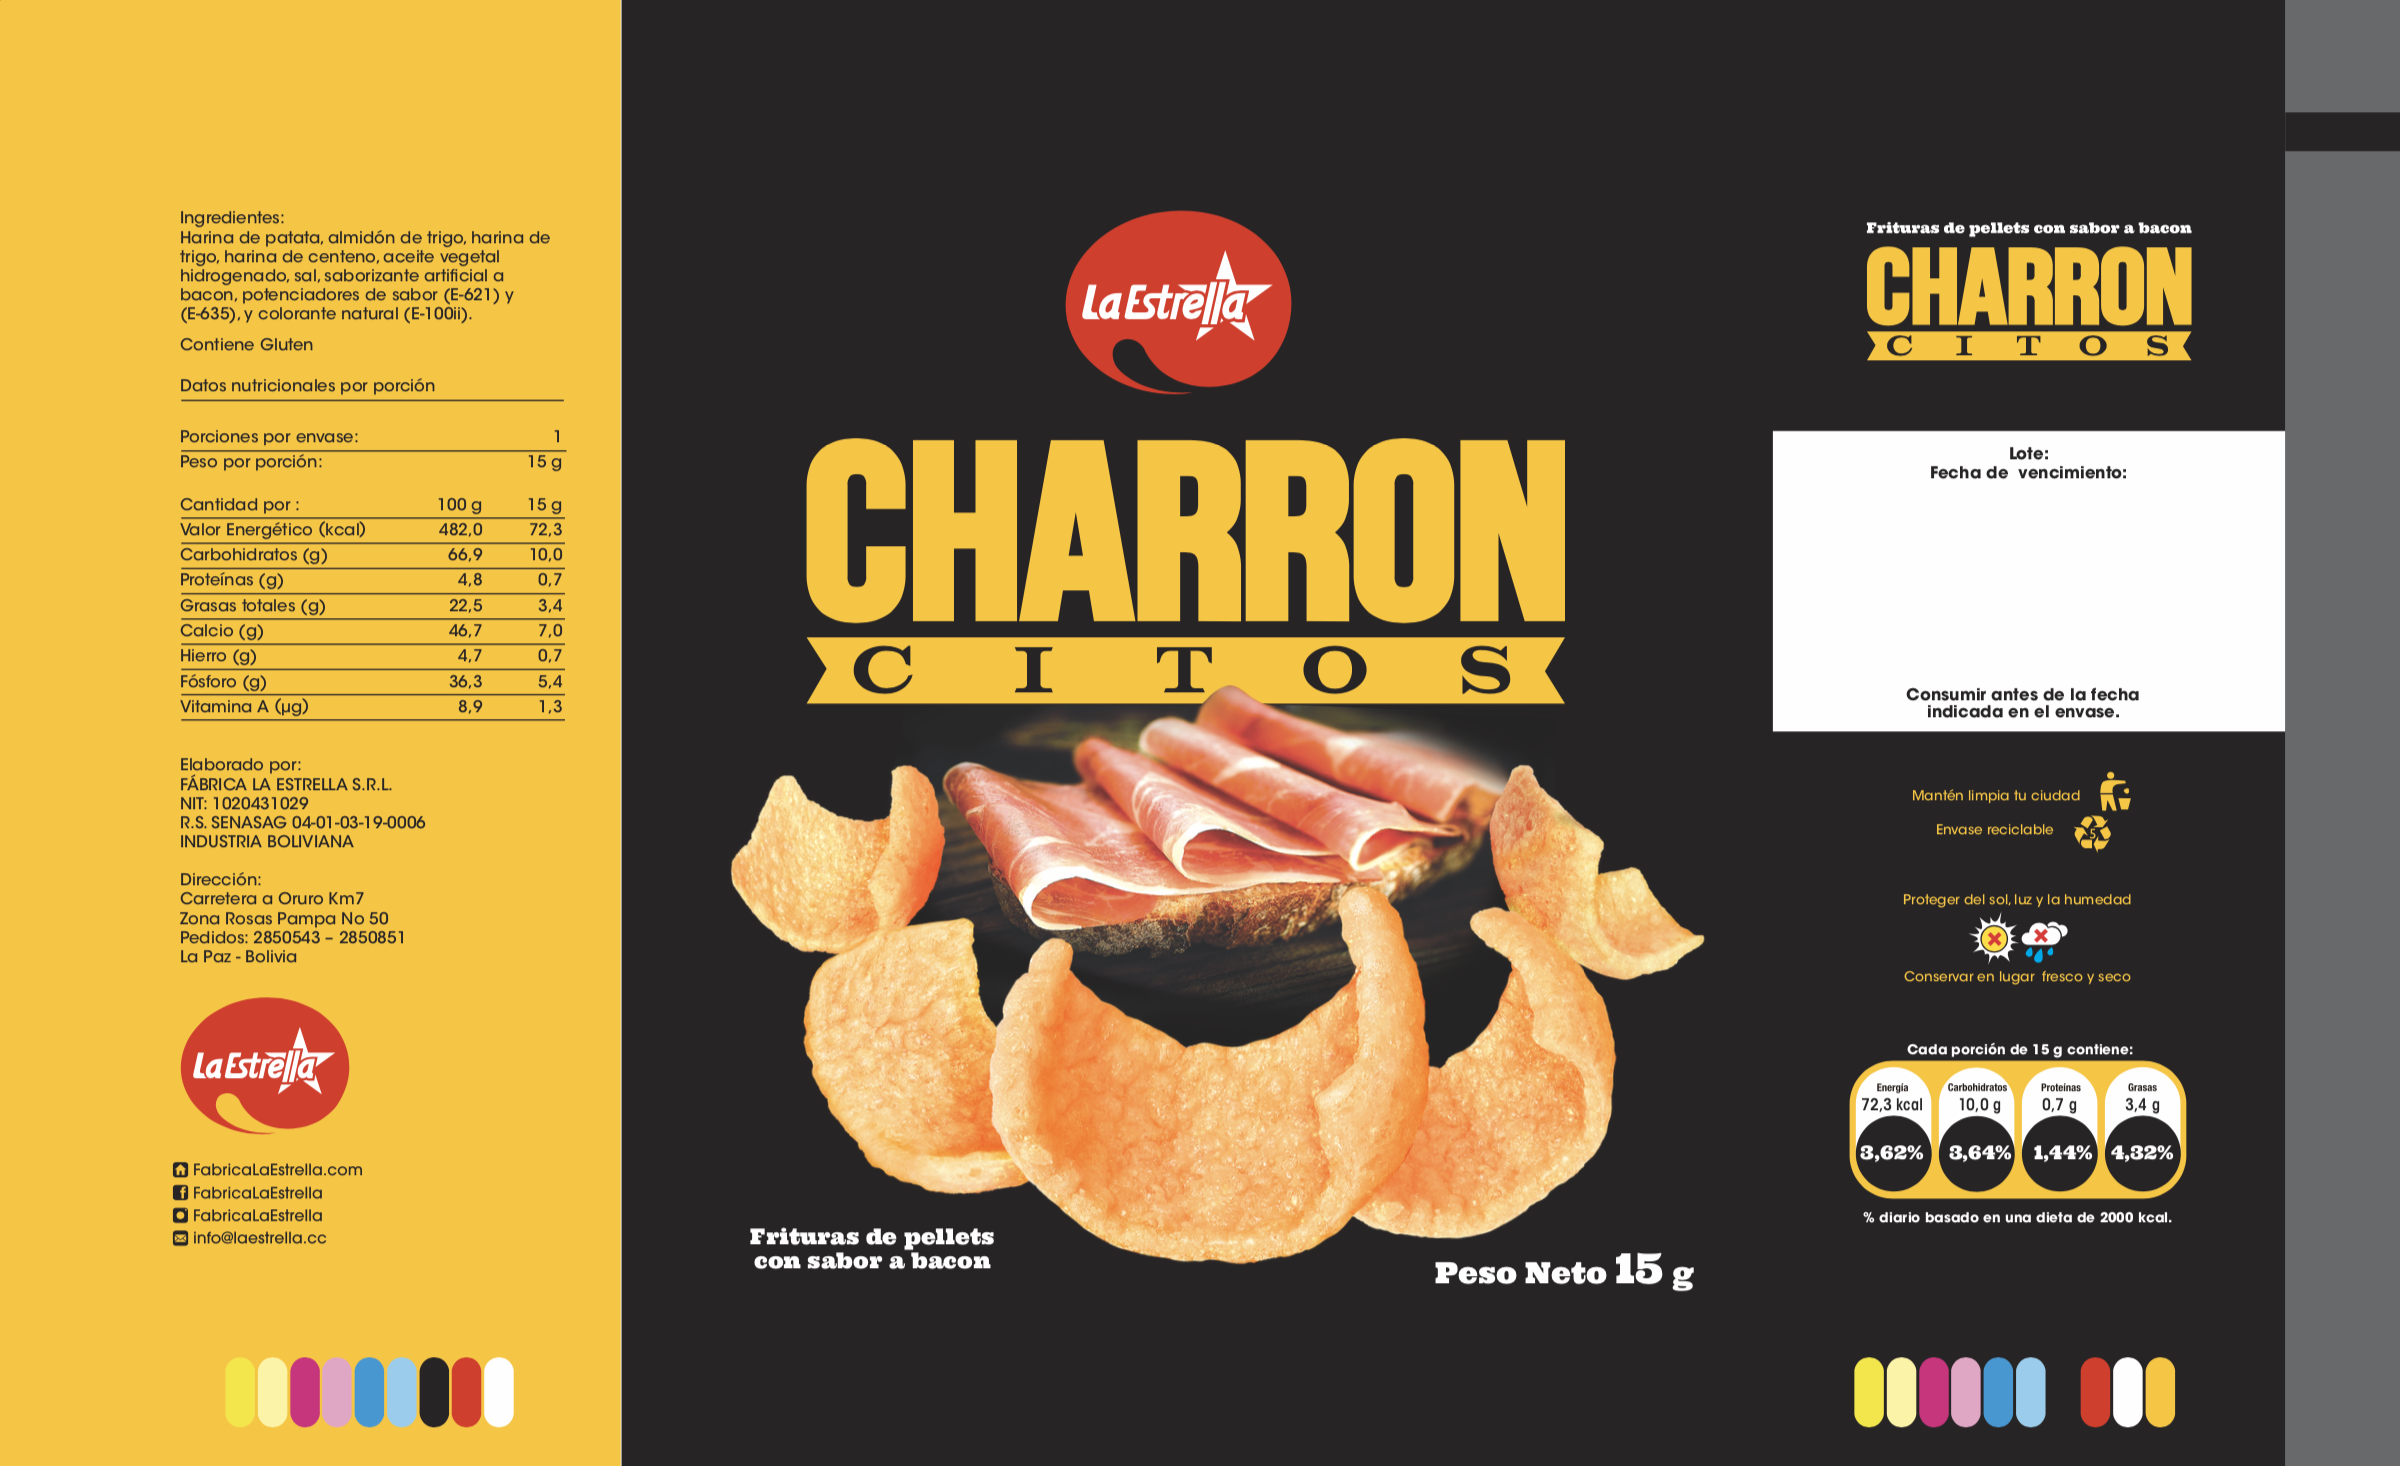 Ingredientes:
Harina de patata, almidón de trigo, harina de
trigo, harina de centeno, aceite vegetal
hidrogenado, sal, saborizante artificial a
bacon, potenciadores de sabor (E-621) y
(E-635), y colorante natural (E-100ii).
Contiene Gluten
Datos nutricionales por porción
Porciones por envase: 1
Peso por porción: 15 g
Cantidad por : 100 g 15 g
Valor Energético (kcal) 482,0 72,3
Carbohidratos (g) 66,9 10,0
Proteínas (g) 4,8 0,7
Grasas totales (g) 22,5 3,4
Calcio (g) 46,7 7,0
Hierro (g) 4,7 0,7
Fósforo (g) 36,3 5,4
Vitamina A (µg) 8,9 1,3
Elaborado por:
FÁBRICA LA ESTRELLA S.R.L.
NIT: 1020431029
R.S. SENASAG 04-01-03-19-0006
INDUSTRIA BOLIVIANA
Dirección:
Carretera a Oruro Km7
Zona Rosas Pampa No 50
Pedidos: 2850543 – 2850851
La Paz - Bolivia
La Estrella
FabricaLaEstrella.com
FabricaLaEstrella
FabricaLaEstrella
info@laestrella.cc
La Estrella
CHARRON
CITOS
Frituras de pellets
con sabor a bacon
Peso Neto 15 g
Frituras de pellets con sabor a bacon
CHARRON
CITOS
Lote:
Fecha de vencimiento:
Consumir antes de la fecha
indicada en el envase.
Mantén limpia tu ciudad
Envase reciclable
5
Proteger del sol, luz y la humedad
Conservar en lugar fresco y seco
Cada porción de 15 g contiene:
Energía Carbohidratos Proteínas Grasas
72,3 kcal 10,0 g 0,7 g 3,4 g
3,62% 3,64% 1,44% 4,32%
% diario basado en una dieta de 2000 kcal.